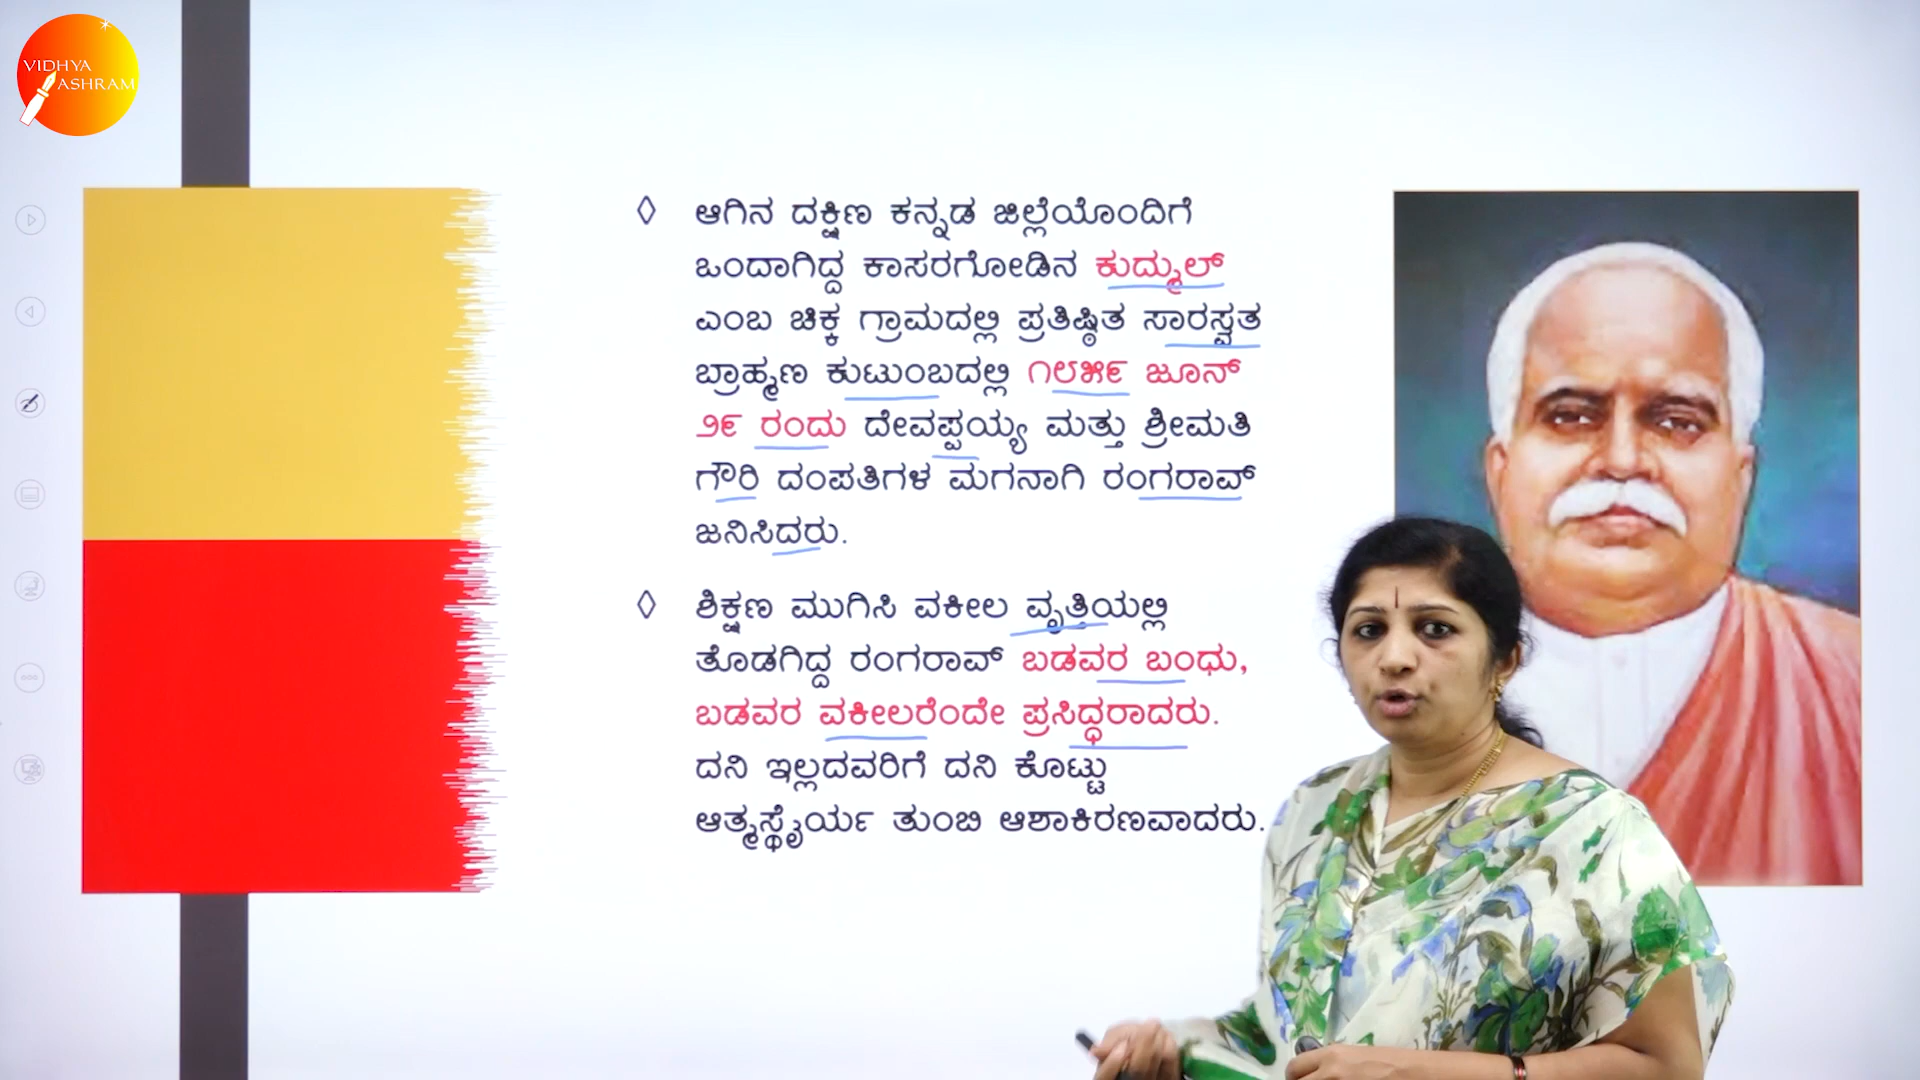 VIDHYA
ASHRAM
ಆಗಿನ ದಕ್ಷಿಣ ಕನ್ನಡ ಜಿಲ್ಲೆಯೊಂದಿಗೆ
ಒಂದಾಗಿದ್ದ ಕಾಸರಗೋಡಿನ ಕುದ್ಮುಲ್
ಎಂಬ ಚಿಕ್ಕ ಗ್ರಾಮದಲ್ಲಿ ಪ್ರತಿಷ್ಠಿತ ಸಾರಸ್ವತ
ಬ್ರಾಹ್ಮಣ ಕುಟುಂಬದಲ್ಲಿ ೧೮೫೯ ಜೂನ್
೨೯ ರಂದು ದೇವಪ್ಪಯ್ಯ ಮತ್ತು ಶ್ರೀಮತಿ
ಗೌರಿ ದಂಪತಿಗಳ ಮಗನಾಗಿ ರಂಗರಾವ್
ಜನಿಸಿದರು.
ಶಿಕ್ಷಣ ಮುಗಿಸಿ ವಕೀಲ ವೃತ್ತಿಯಲ್ಲಿ
ತೊಡಗಿದ್ದ ರಂಗರಾವ್ ಬಡವರ ಬಂಧು,
ಬಡವರ ವಕೀಲರೆಂದೇ ಪ್ರಸಿದ್ಧರಾದರು.
ದನಿ ಇಲ್ಲದವರಿಗೆ ದನಿ ಕೊಟ್ಟು
ಆತ್ಮಸ್ಥೈರ್ಯ ತುಂಬಿ ಆಶಾಕಿರಣವಾದರು.